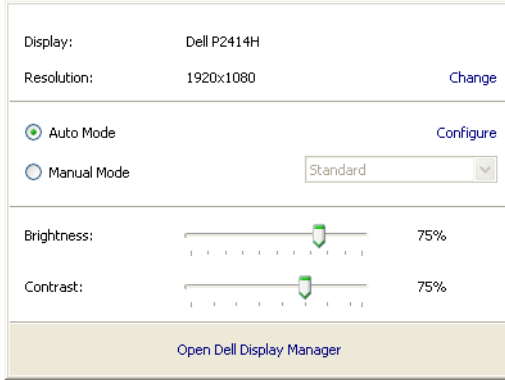 Display: Dell P2414H
Resolution: 1920x1080 Change
Auto Mode Configure
Manual Mode Standard
Brightness: 75%
Contrast: 75%
Open Dell Display Manager